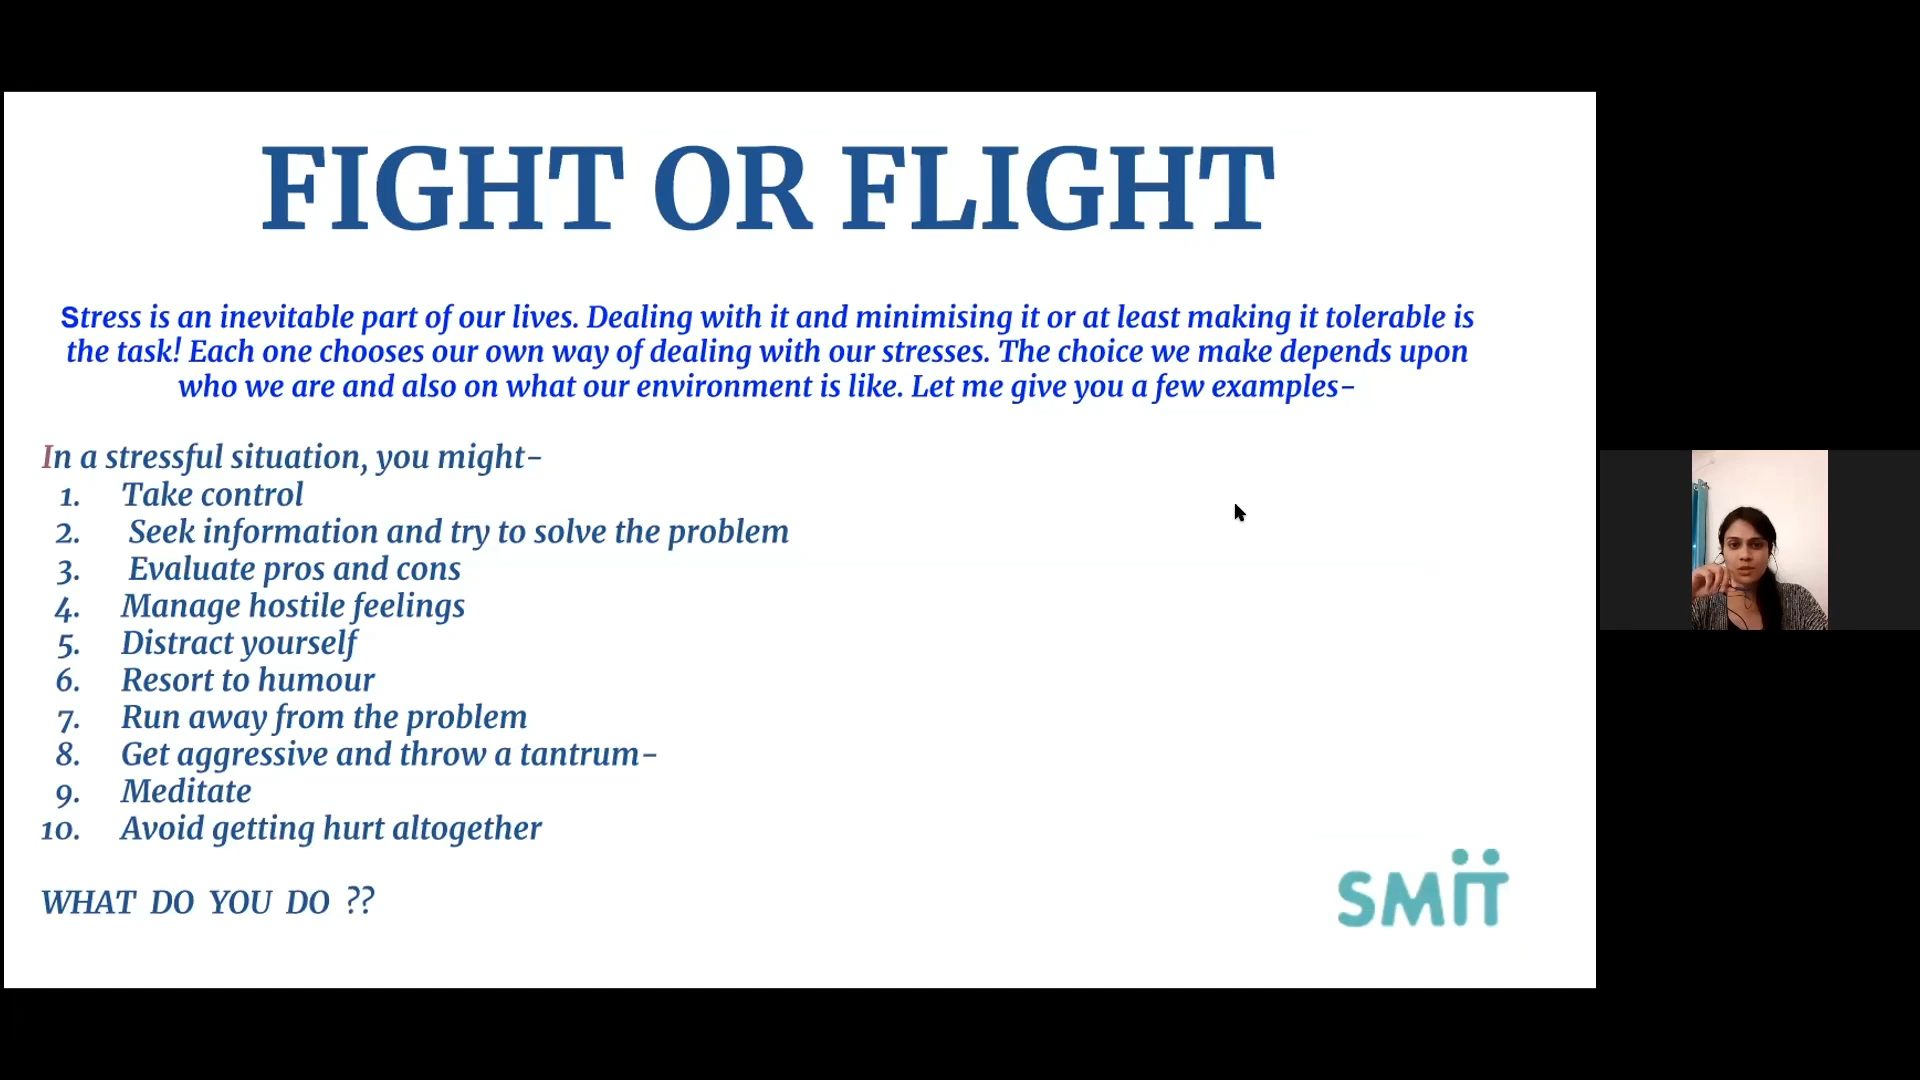 FIGHT OR FLIGHT
Stress is an inevitable part of our lives. Dealing with it and minimising it or at least making it tolerable is
the task! Each one chooses our own way of dealing with our stresses. The choice we make depends upon
who we are and also on what our environment is like. Let me give you a few examples-
In a stressful situation, you might-
1. Take control
2. Seek information and try to solve the problem
3. Evaluate pros and cons
4. Manage hostile feelings
5. Distract yourself
6. Resort to humour
7. Run away from the problem
8. Get aggressive and throw a tantrum-
9. Meditate
10. Avoid getting hurt altogether
WHAT DO YOU DO ??
SMIT